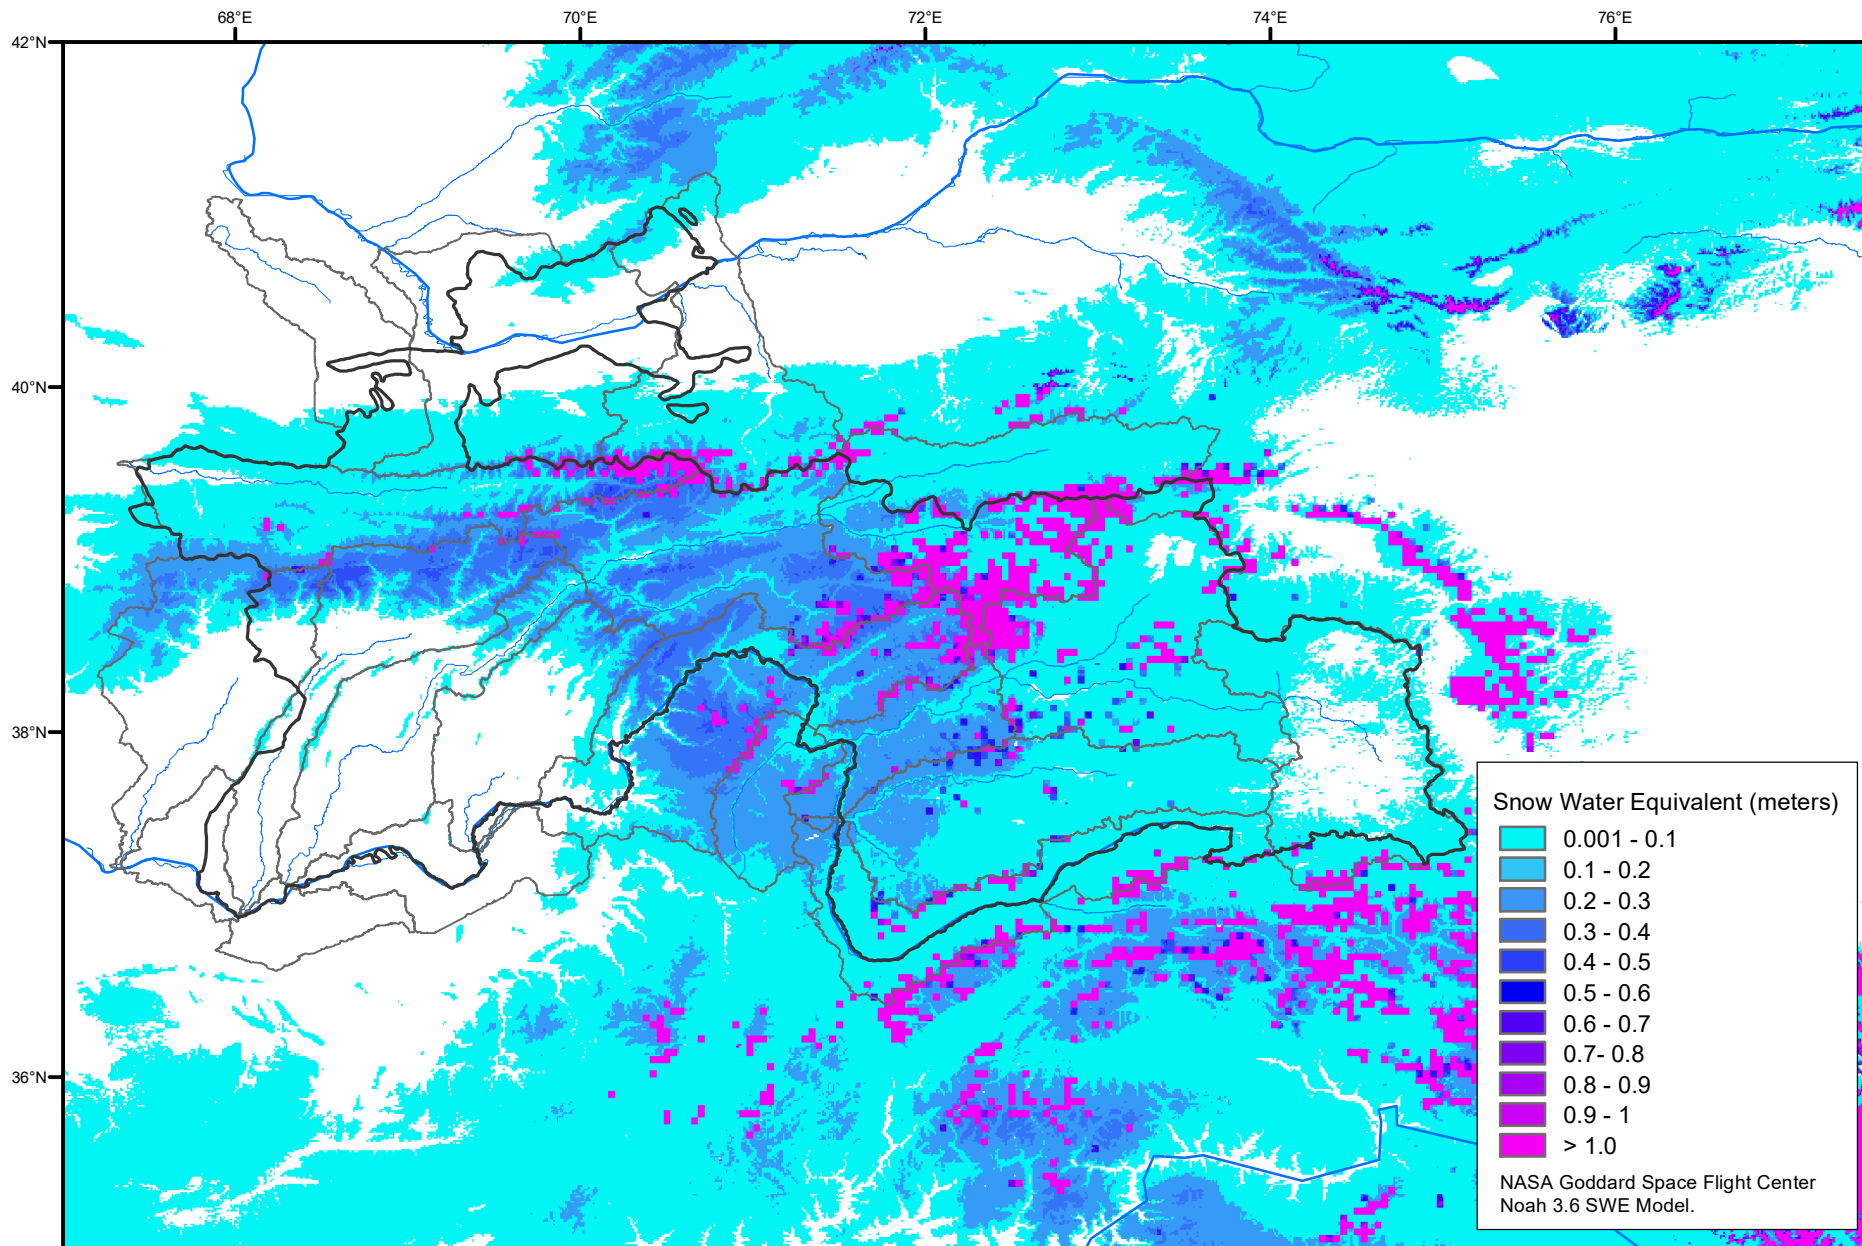 68°E 70°E 72°E 74°E 76°E
42°N
40°N
38°N
36°N
Snow Water Equivalent (meters)
0.001 - 0.1
0.1 - 0.2
0.2 - 0.3
0.3 - 0.4
0.4 - 0.5
0.5 - 0.6
0.6 - 0.7
0.7- 0.8
0.8 - 0.9
0.9 - 1
> 1.0
NASA Goddard Space Flight Center
Noah 3.6 SWE Model.